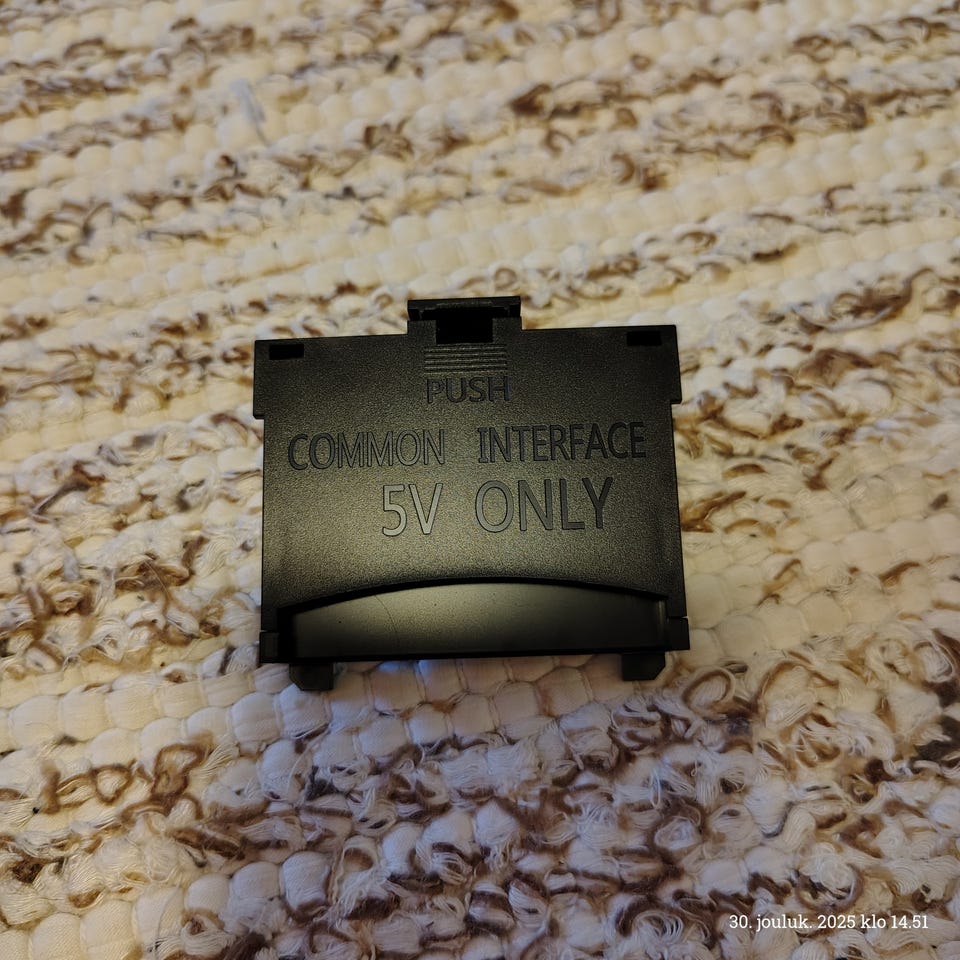 PUSH
COMMON INTERFACE
5V ONLY
30. jouluk. 2025 klo 14.51